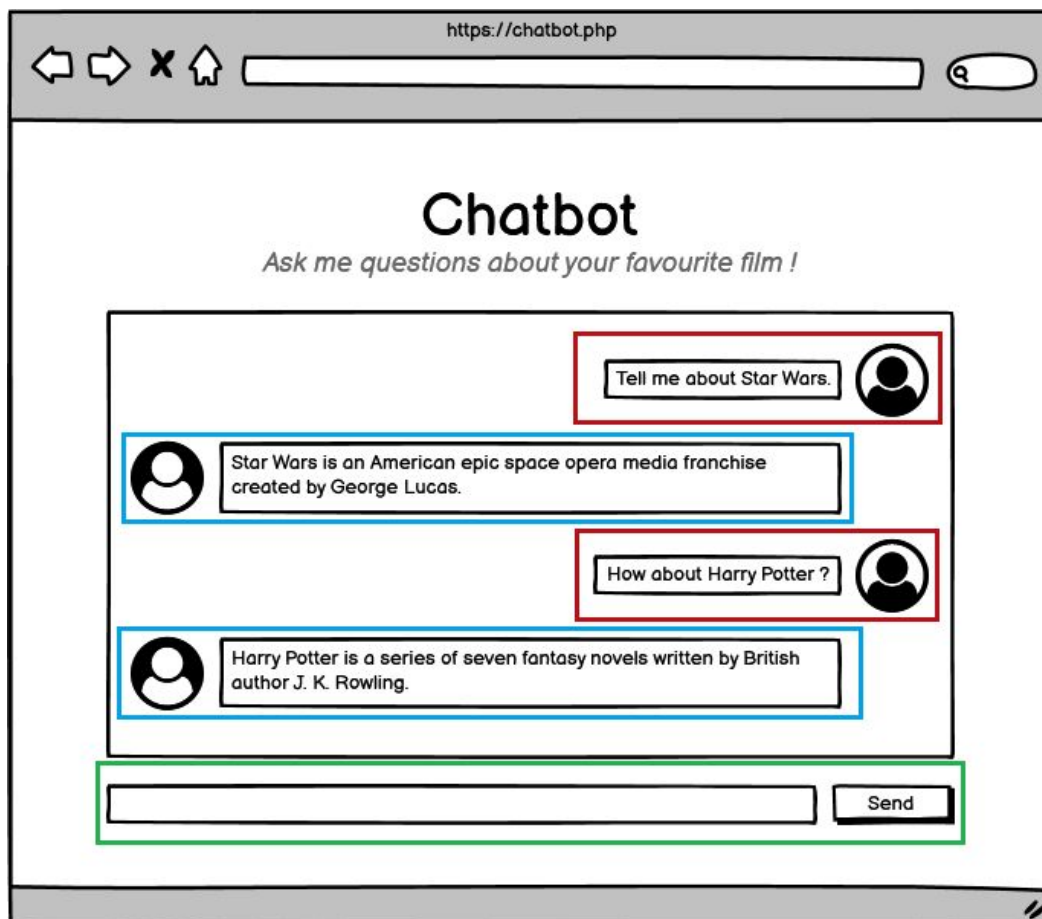 https://chatbot.php
Chatbot
Ask me questions about your favourite film !
Tell me about Star Wars.
Star Wars is an American epic space opera media franchise
created by George Lucas.
How about Harry Potter ?
Harry Potter is a series of seven fantasy novels written by British
author J. K. Rowling.
Send